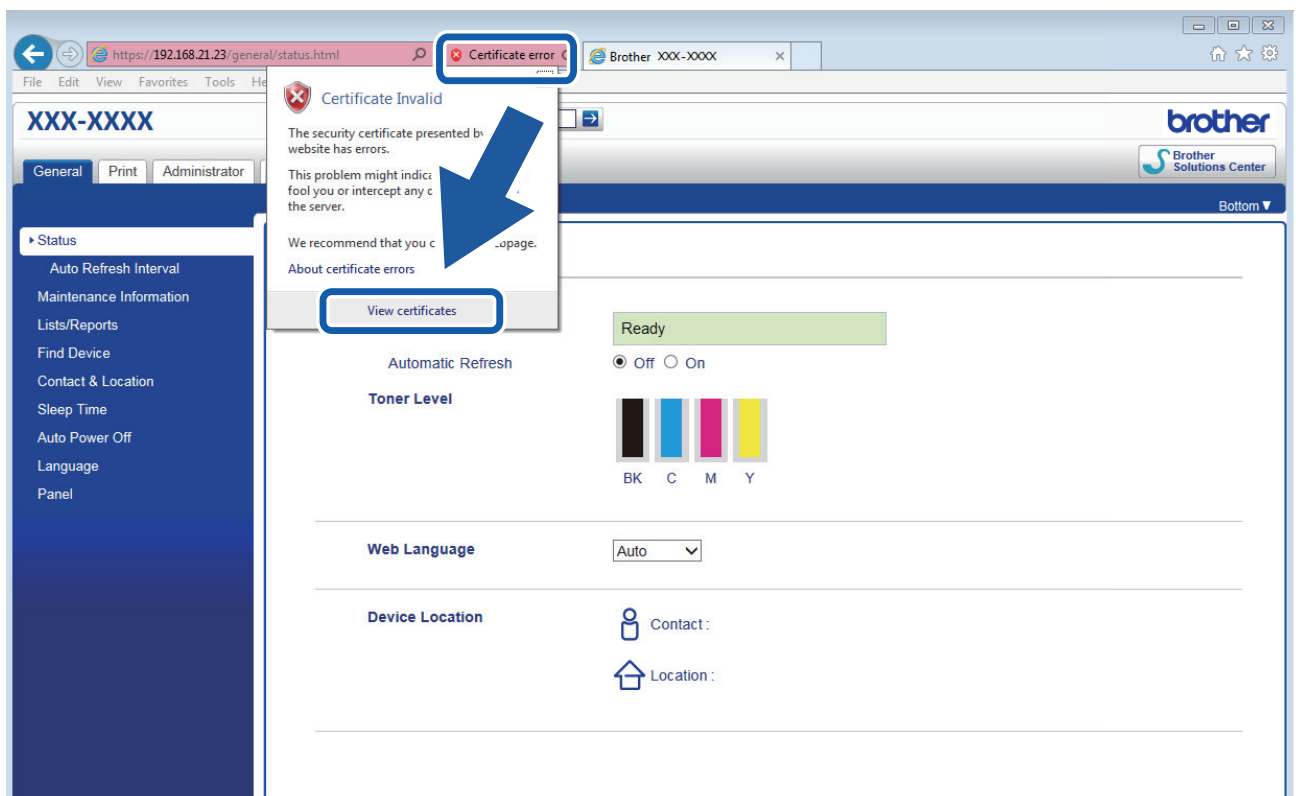 https://192.168.21.23/general/status.html
Certificate error
Brother XXX-XXXX
File Edit View Favorites Tools
Certificate Invalid
The security certificate presented
website has errors.
This problem might
fool you or intercept any
the server.
We recommend that you
About certificate errors
View certificates
XXX-XXXX
brother
General Print Administrator
Brother
Solutions Center
Bottom▼
Status
Auto Refresh Interval
Maintenance Information
Lists/Reports
Find Device
Contact & Location
Sleep Time
Auto Power Off
Language
Panel
Ready
Automatic Refresh Off On
Toner Level
BK C M Y
Web Language Auto
Device Location Contact :
Location :